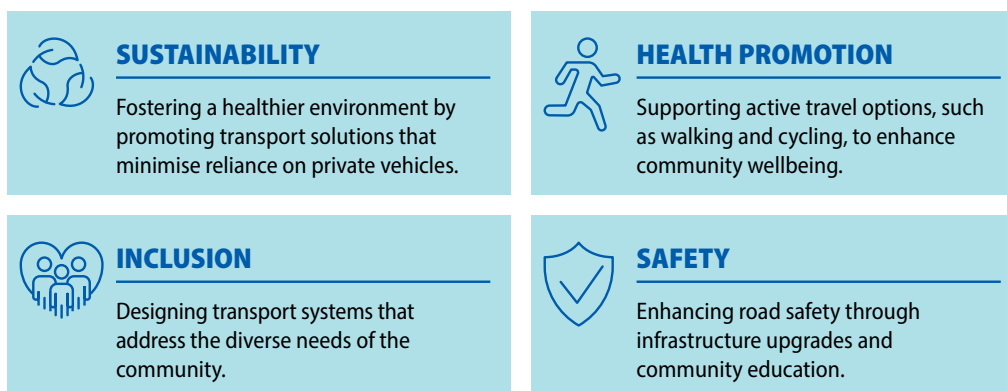 SUSTAINABILITY
Fostering a healthier environment by
promoting transport solutions that
minimise reliance on private vehicles.
HEALTH PROMOTION
Supporting active travel options, such
as walking and cycling, to enhance
community wellbeing.
INCLUSION
Designing transport systems that
address the diverse needs of the
community.
SAFETY
Enhancing road safety through
infrastructure upgrades and
community education.